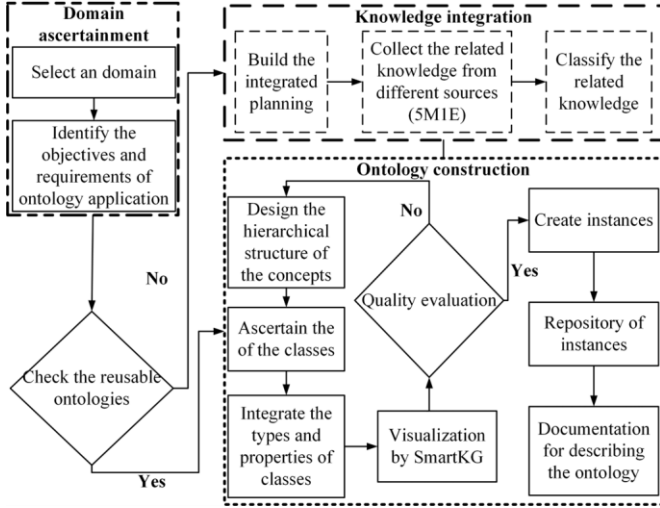 Domain
ascertainment
Select an domain
Identify the
objectives and
requirements of
ontology application
No
Check the reusable
ontologies
Yes
Knowledge integration
Build the
integrated
planning
Collect the related
knowledge from
different sources
(5M1E)
Classify the
related
knowledge
Ontology construction
Design the
hierarchical
structure of
the concepts
Ascertain the
of the classes
Integrate the
types and
properties of
classes
Visualization
by SmartKG
No
Quality evaluation
Yes
Create instances
Repository of
instances
Documentation
for describing
the ontology